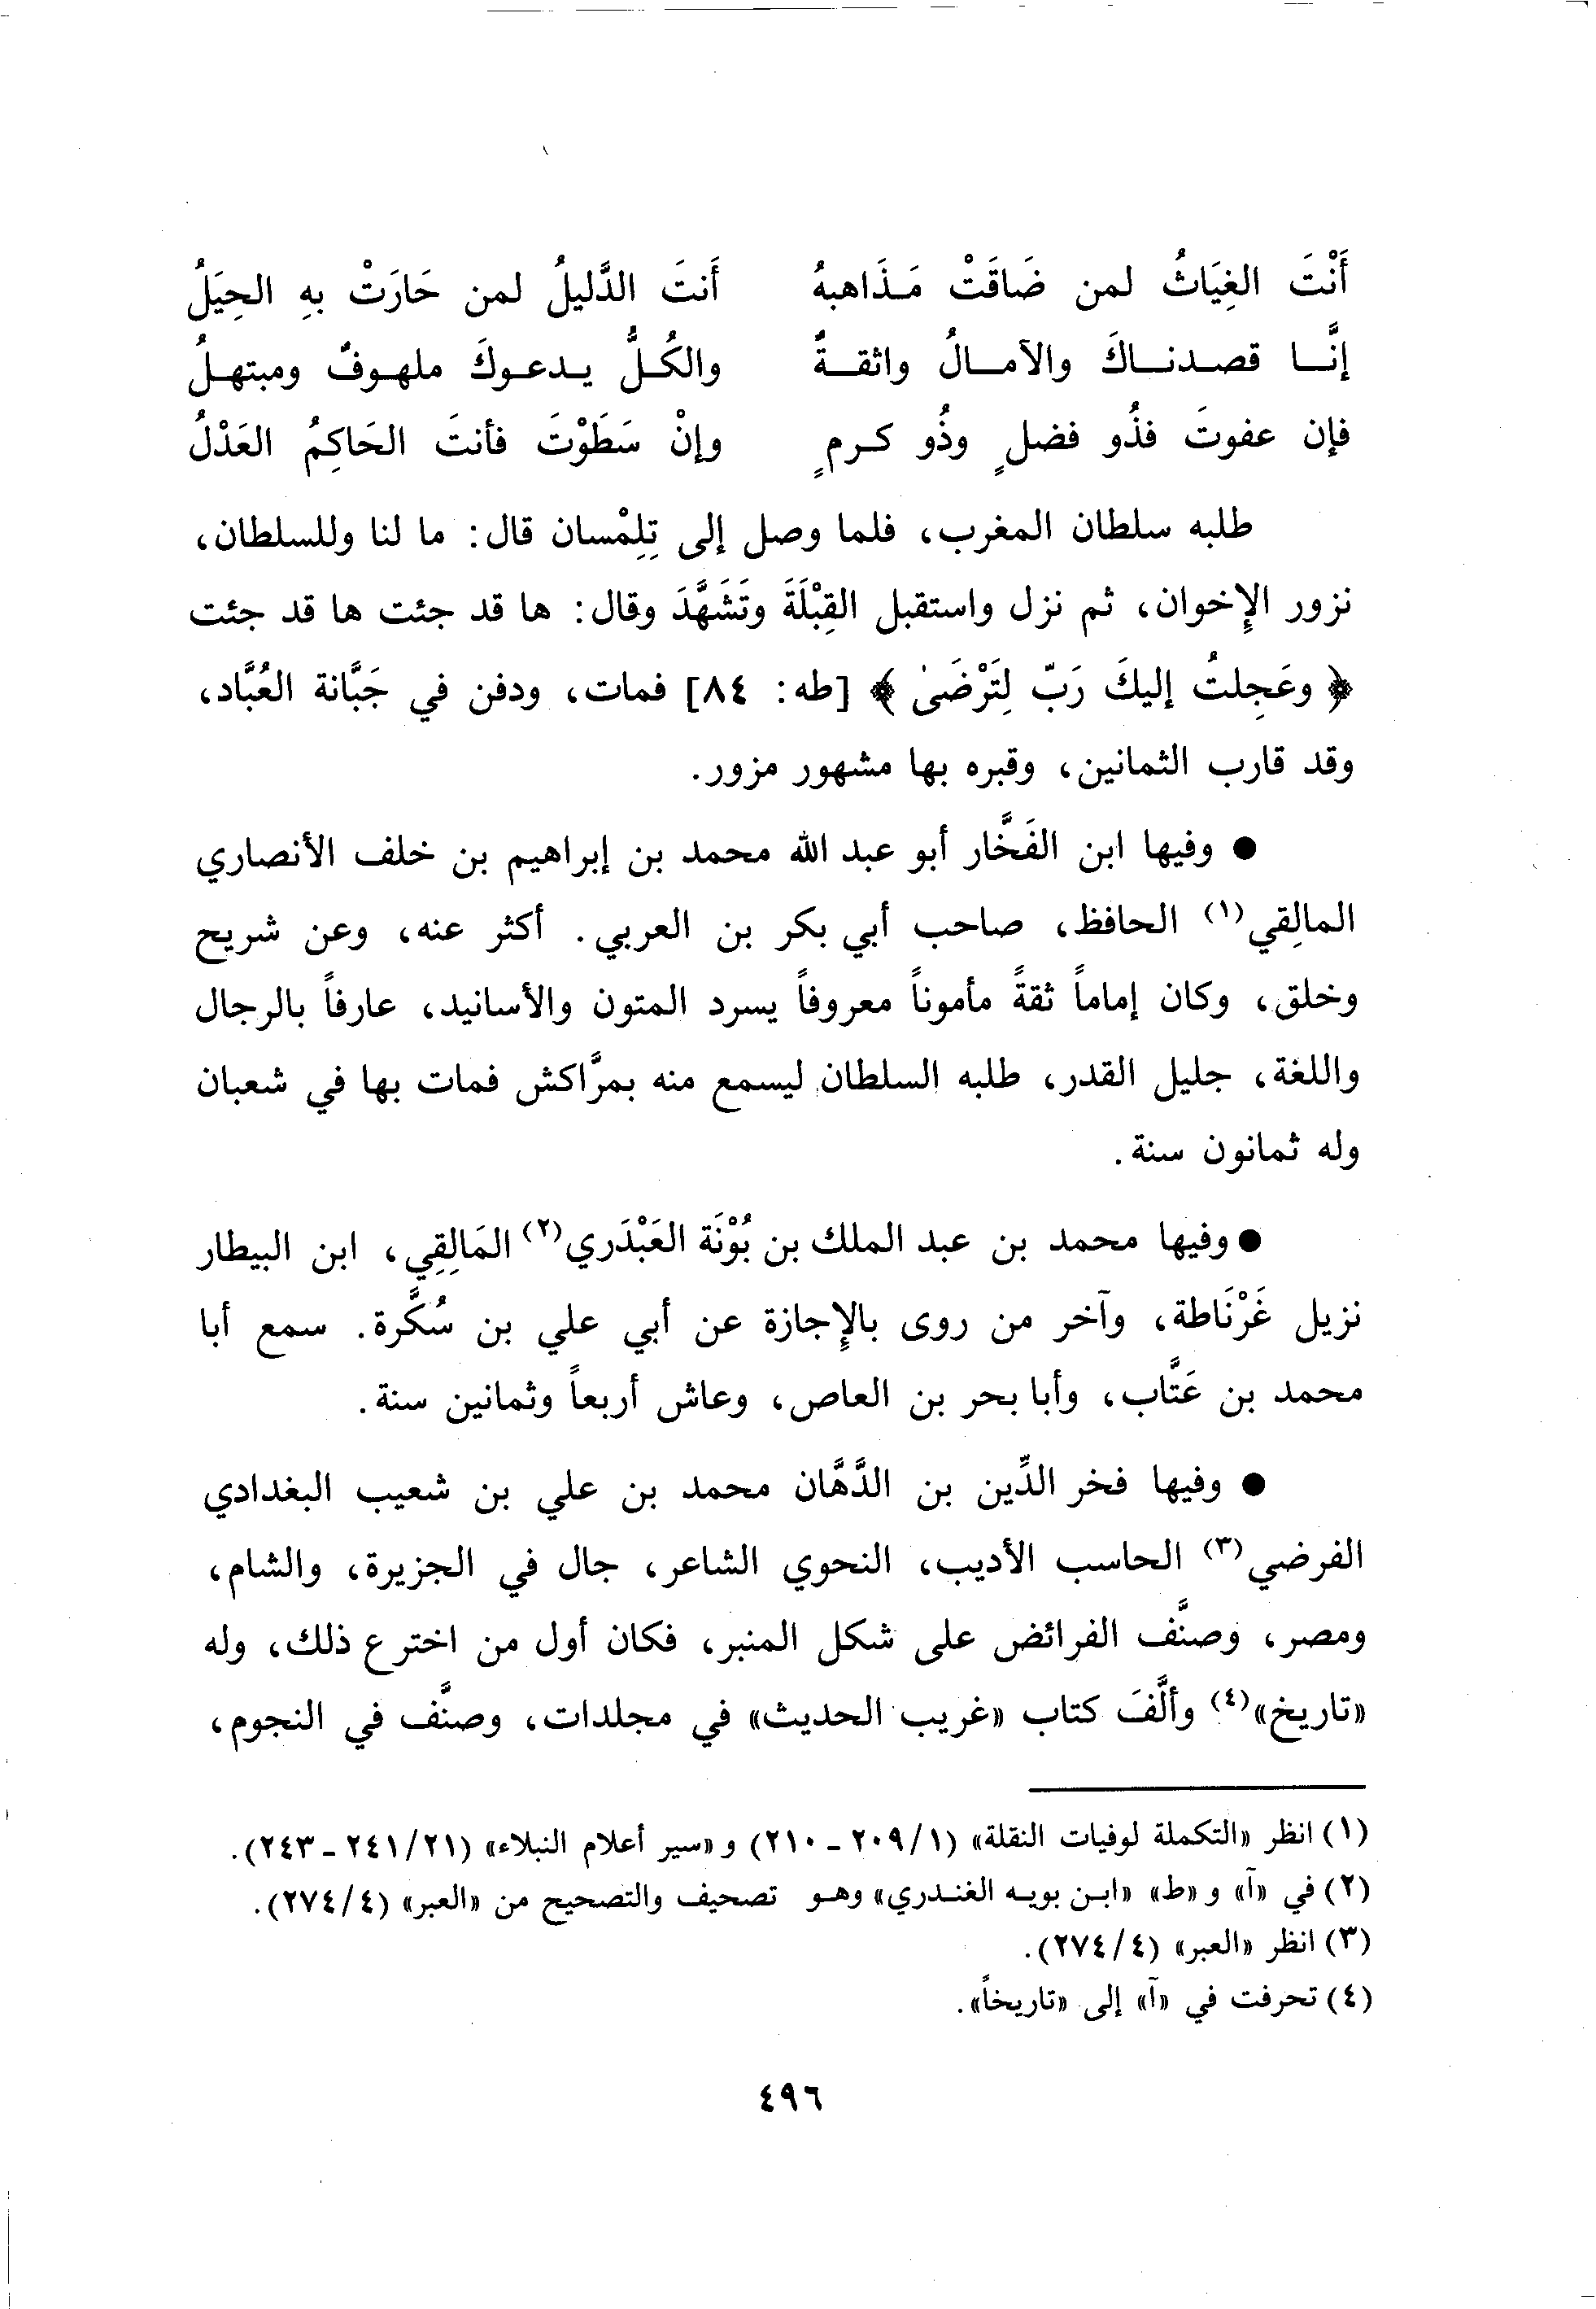 أَنْتَ الغِيَاثُ لمن ضَاقَتْ مَذَاهبهُ أَنتَ الدَّليلُ لمن حَارَتْ بهِ الحِيَلُ
إنَّا قصدناكَ والآمالُ واثقةٌ والكُلُّ يدعوكَ ملهوفٌ ومبتهلُ
فإن عفوتَ فذُو فضلٍ وذُو كرمٍ وإنْ سَطَوْتَ فأنتَ الحَاكِمُ العَدْلُ
طلبه سلطان المغرب، فلما وصل إلى تِلِمْسان قال: ما لنا وللسلطان،
نزور الإخوان، ثم نزل واستقبل القِبْلَةَ وتَشَهَّدَ وقال: ها قد جئت ها قد جئت
﴿ وعَجِلتُ إليكَ رَبّ لِتَرْضَىٰ ﴾ [طه: ٨٤] فمات، ودفن في جَبَّانة العُبَّاد،
وقد قارب الثمانين، وقبره بها مشهور مزور.
● وفيها ابن الفَخَّار أبو عبد الله محمد بن إبراهيم بن خلف الأنصاري
المالِقي(١) الحافظ، صاحب أبي بكر بن العربي. أكثر عنه، وعن شريح
وخلق، وكان إماماً ثقةً مأموناً معروفاً يسرد المتون والأسانيد، عارفاً بالرجال
واللغة، جليل القدر، طلبه السلطان ليسمع منه بمرَّاكش فمات بها في شعبان
وله ثمانون سنة.
● وفيها محمد بن عبد الملك بن بُوْنَة العَبْدَري(٢) المَالِقِي، ابن البيطار
نزيل غَرْنَاطة، وآخر من روى بالإجازة عن أبي علي بن سُكَّرة. سمع أبا
محمد بن عَتَّاب، وأبا بحر بن العاص، وعاش أربعاً وثمانين سنة.
● وفيها فخر الدِّين بن الدَّهَّان محمد بن علي بن شعيب البغدادي
الفرضي(٣) الحاسب الأديب، النحوي الشاعر، جال في الجزيرة، والشام،
ومصر، وصنَّف الفرائض على شكل المنبر، فكان أول من اخترع ذلك، وله
«تاريخ»(٤) وألَّفَ كتاب «غريب الحديث» في مجلدات، وصنَّف في النجوم،
(١) انظر «التكملة لوفيات النقلة» (٢٠٩/١ - ٢١٠) و «سير أعلام النبلاء» (٢٤١/٢١ - ٢٤٣).
(٢) في «آ» و «ط» «ابن بويه الغندري» وهو تصحيف والتصحيح من «العبر» (٢٧٤/٤).
(٣) انظر «العبر» (٢٧٤/٤).
(٤) تحرفت في «آ» إلى «تاريخاً».
٤٩٦